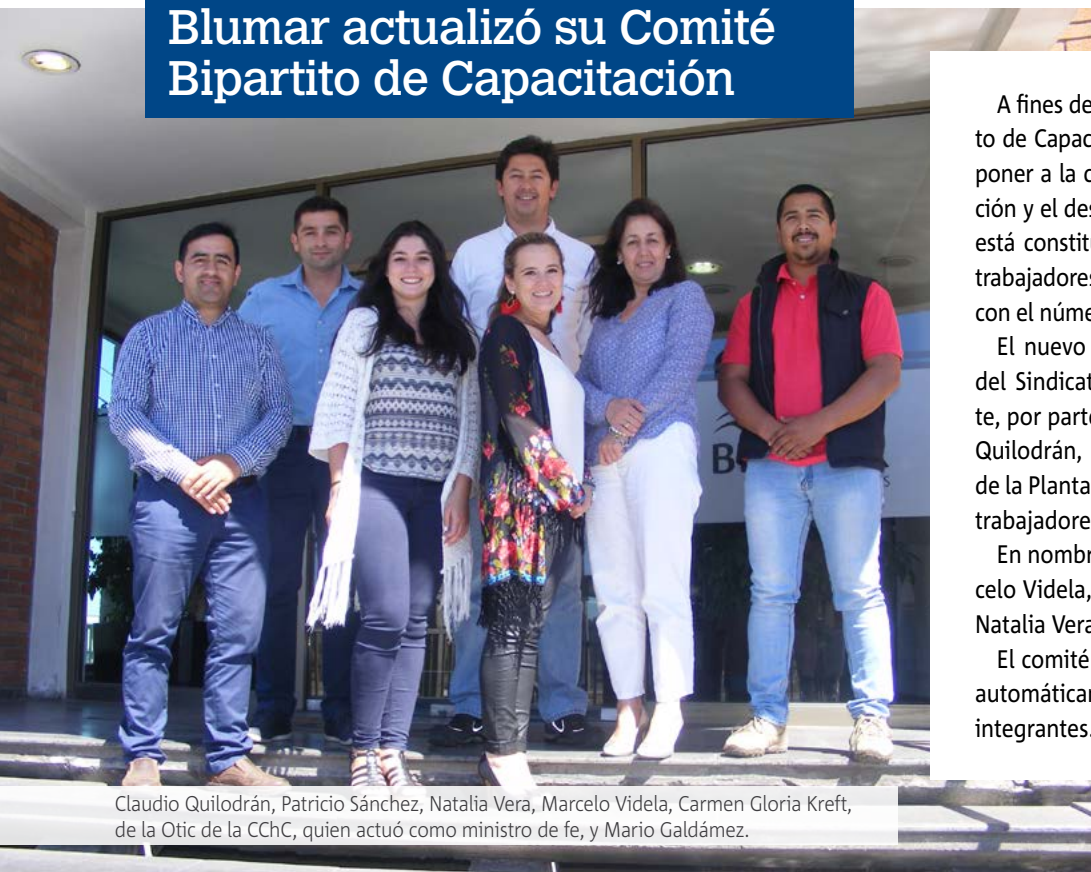 Blumar actualizó su Comité
Bipartito de Capacitación
A fines de
to de Capac
poner a la
ción y el des
está constit
trabajadores
con el núme
El nuevo
del Sindicat
te, por parte
Quilodrán,
de la Planta
trabajadore
En nombr
celo Videla,
Natalia Vera
El comité
automáticar
integrantes.
B
S
Claudio Quilodrán, Patricio Sánchez, Natalia Vera, Marcelo Videla, Carmen Gloria Kreft,
de la Otic de la CChC, quien actuó como ministro de fe, y Mario Galdámez.